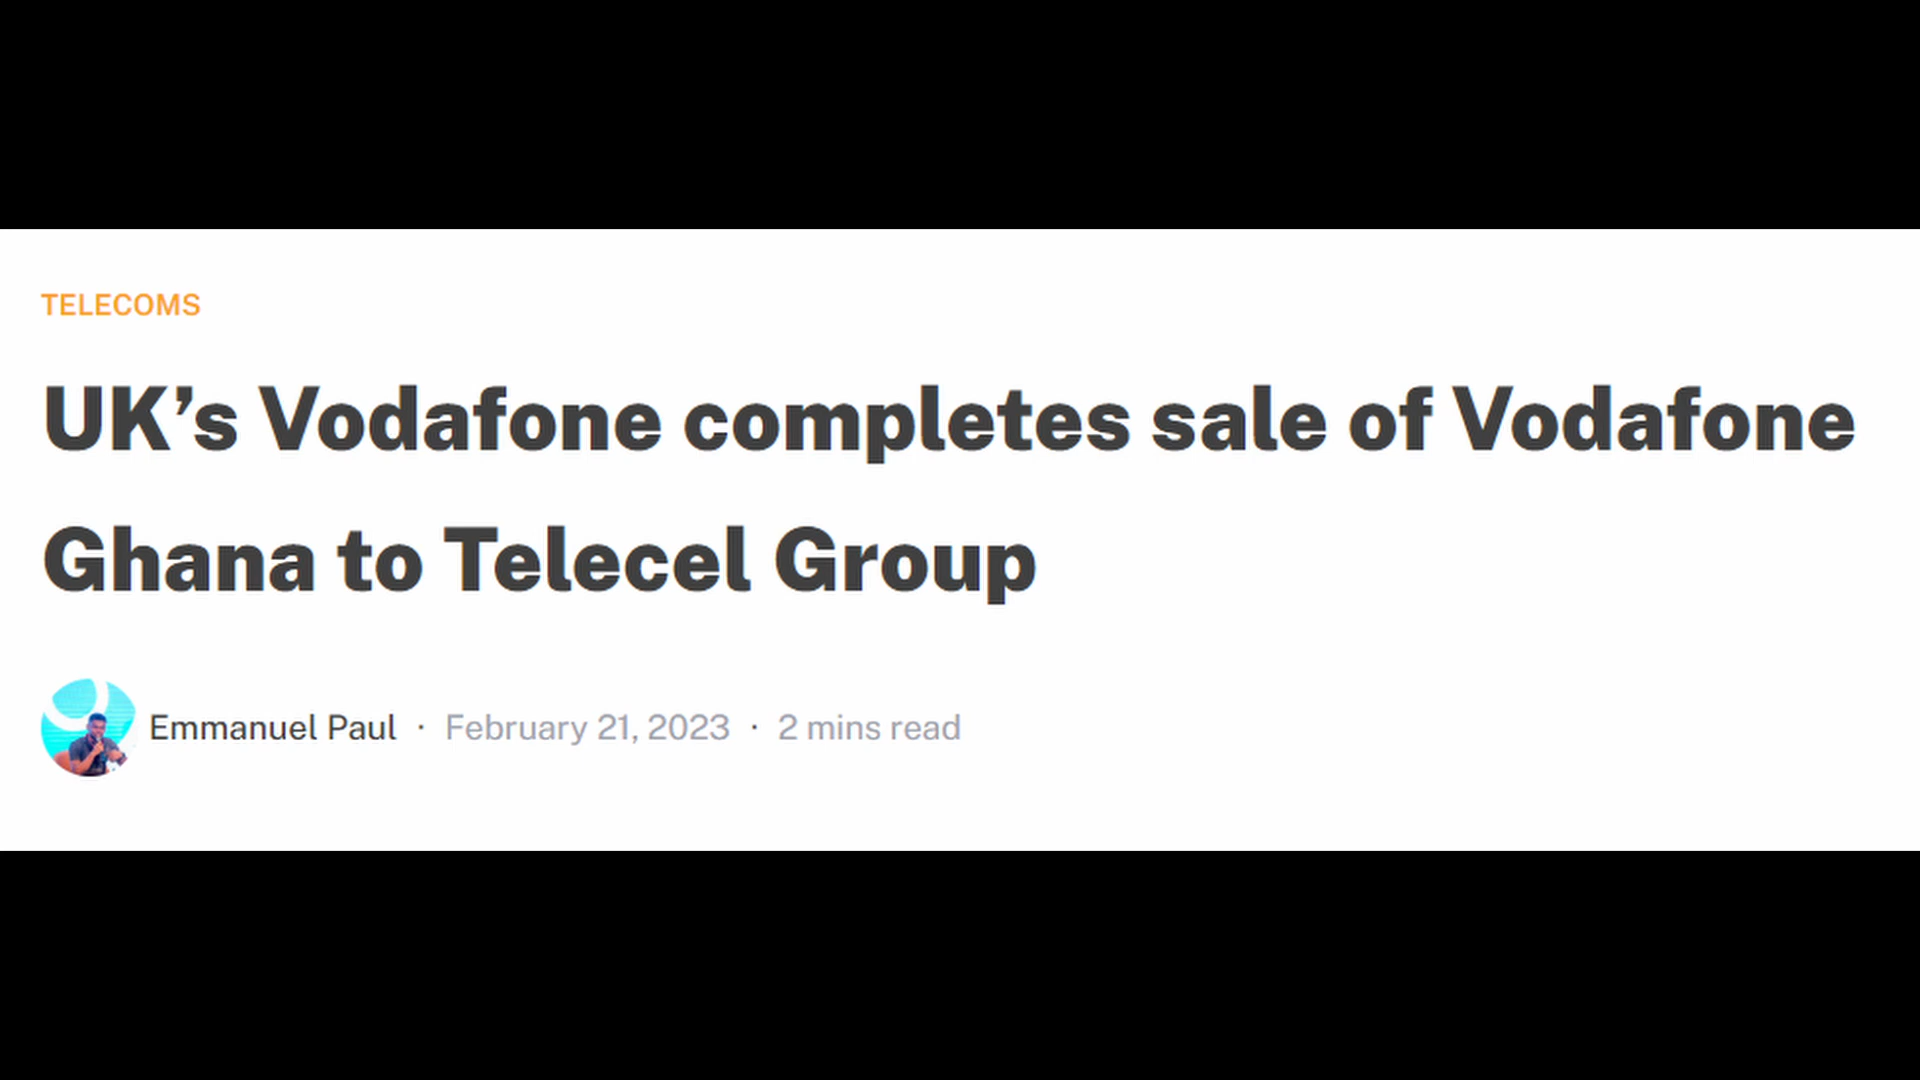 TELECOMS
UK’s Vodafone completes sale of Vodafone
Ghana to Telecel Group
Emmanuel Paul · February 21, 2023 · 2 mins read